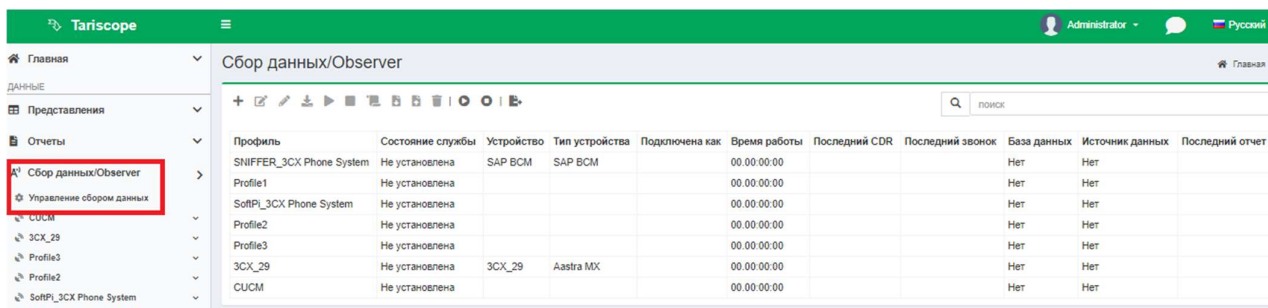 Tariscope
Administrator
Русский
Главная
ДАННЫЕ
Представления
Отчеты
Сбор данных/Observer
Управление сбором данных
CUCM
3CX_29
Profile3
Profile2
SoftPi_3CX Phone System
Сбор данных/Observer
Главная
поиск
Профиль Состояние службы Устройство Тип устройства Подключена как Время работы Последний CDR Последний звонок База данных Источник данных Последний отчет
SNIFFER_3CX Phone System Не установлена SAP BCM SAP BCM 00.00:00:00 Нет Нет
Profile1 Не установлена 00.00:00:00 Нет Нет
SoftPi_3CX Phone System Не установлена 00.00:00:00 Нет Нет
Profile2 Не установлена 00.00:00:00 Нет Нет
Profile3 Не установлена 00.00:00:00 Нет Нет
3CX_29 Не установлена 3CX_29 Aastra MX 00.00:00:00 Нет Нет
CUCM Не установлена 00.00:00:00 Нет Нет